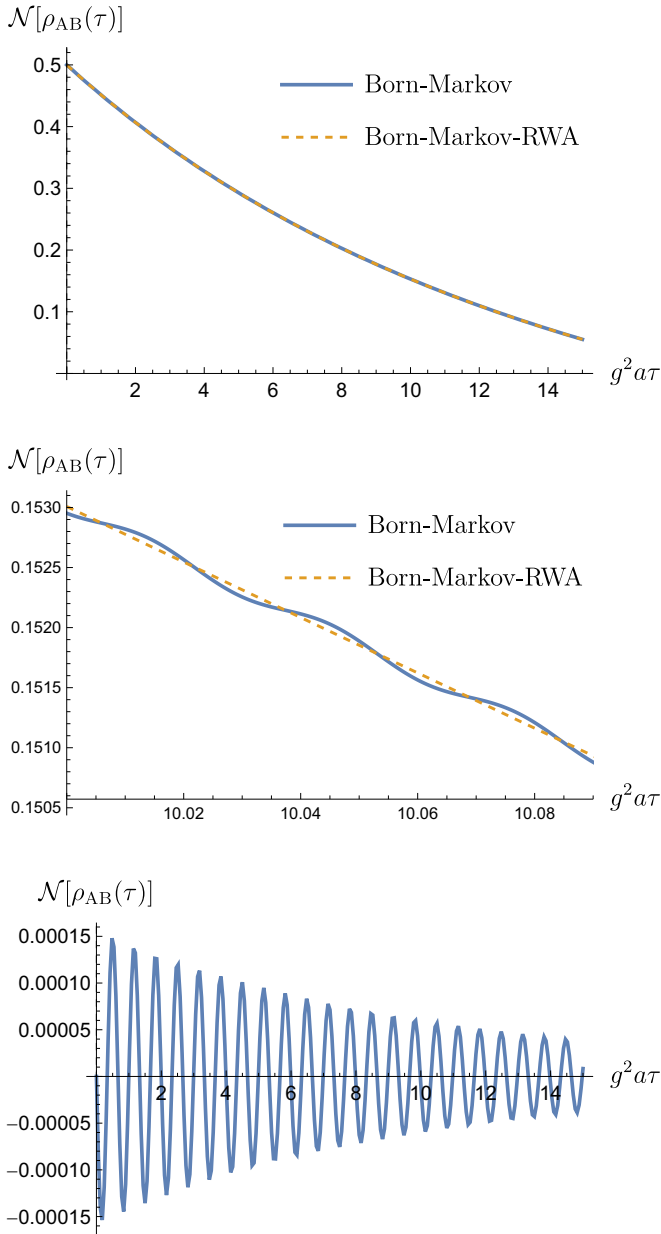 𝒩[ρ_AB(τ)]
0.5
Born-Markov
0.4
Born-Markov-RWA
0.3
0.2
0.1
2 4 6 8 10 12 14 g²aτ
𝒩[ρ_AB(τ)]
0.1530
Born-Markov
0.1525
Born-Markov-RWA
0.1520
0.1515
0.1510
0.1505
10.02 10.04 10.06 10.08 g²aτ
𝒩[ρ_AB(τ)]
0.00015
0.00010
0.00005
2 4 6 8 10 12 14 g²aτ
−0.00005
−0.00010
−0.00015